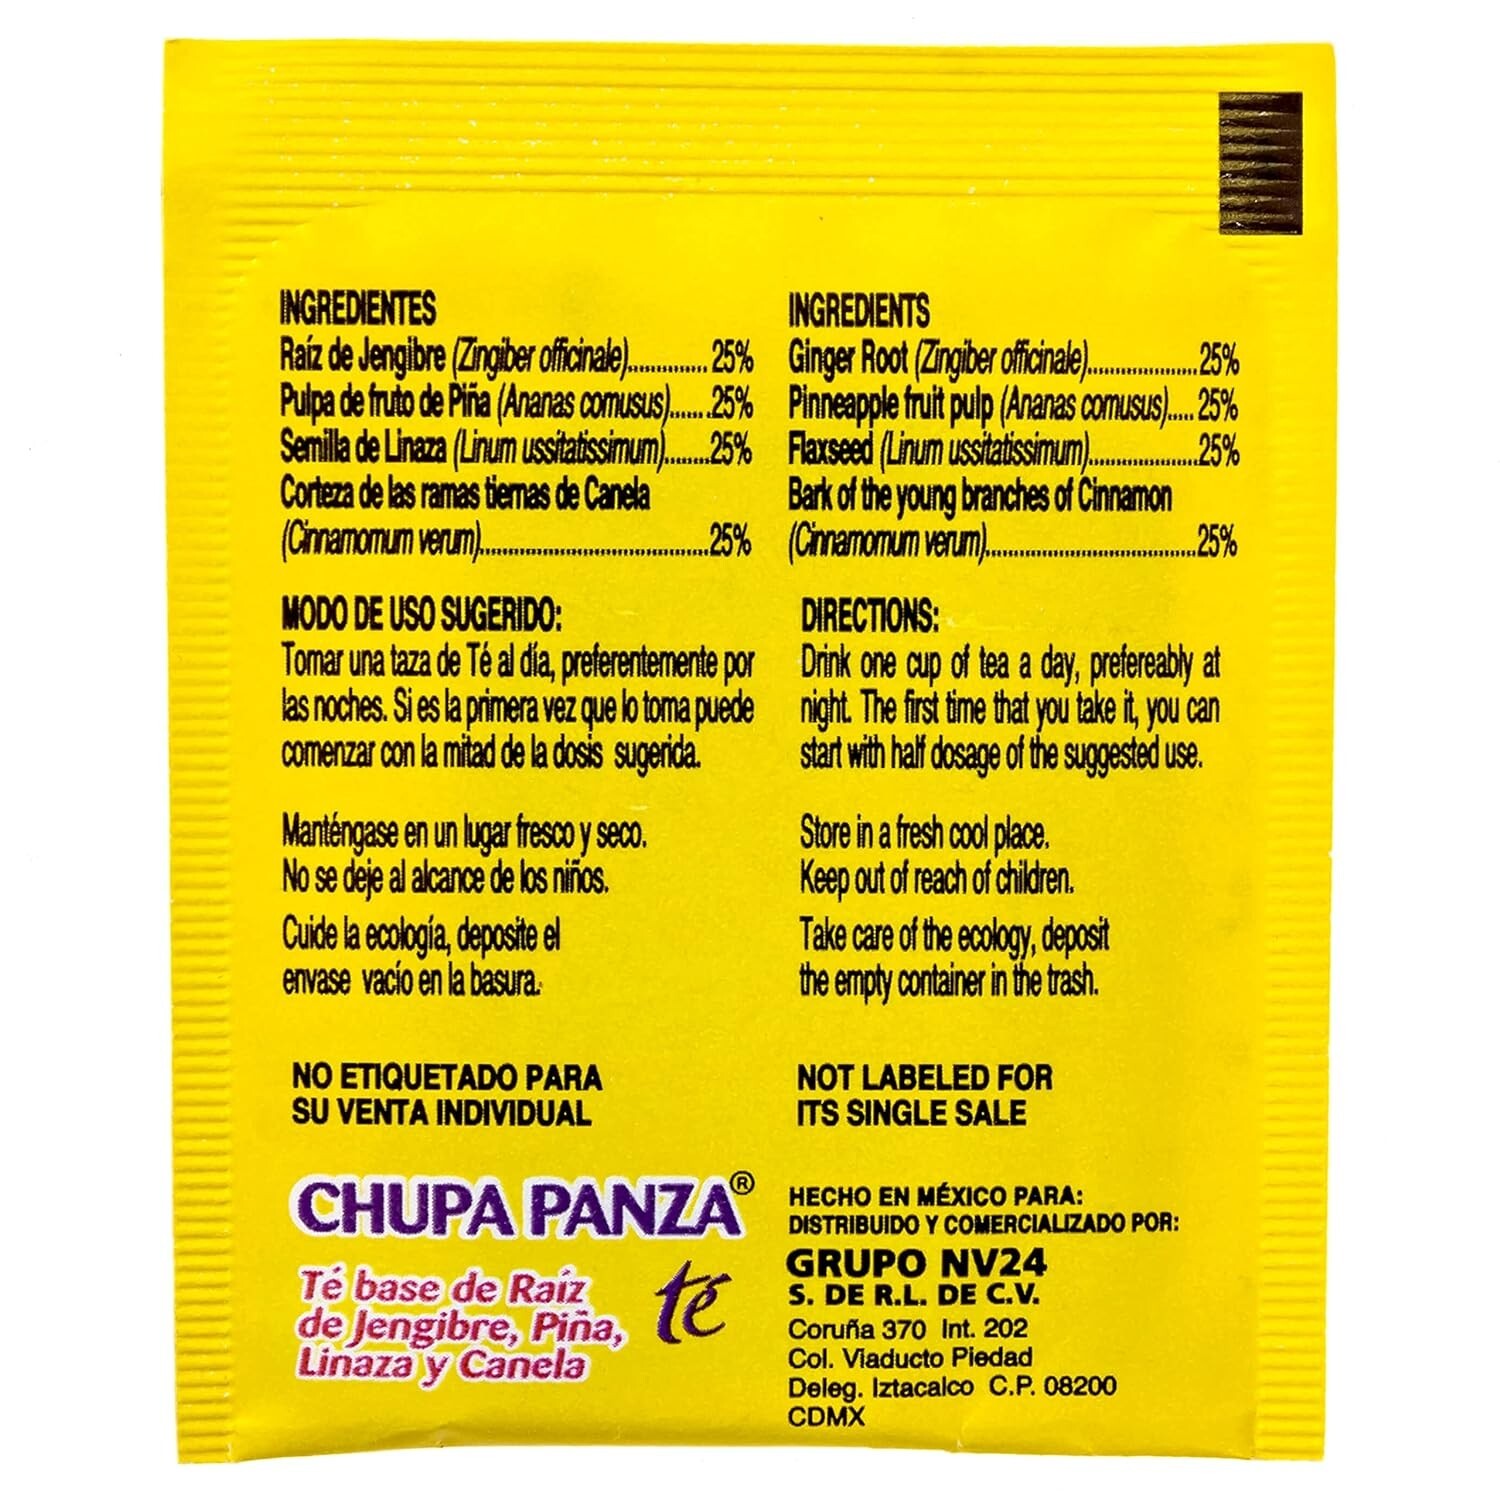 INGREDIENTES
Raíz de Jengibre (Zingiber officinale)............. 25%
Pulpa de fruto de Piña (Ananas comusus).......25%
Semilla de Linaza (Linum ussitatissimum)........25%
Corteza de las ramas tiernas de Canela
(Cinnamomum verum).......................................25%
MODO DE USO SUGERIDO:
Tomar una taza de Té al día, preferentemente por
las noches. Si es la primera vez que lo toma puede
comenzar con la mitad de la dosis sugerida.
Manténgase en un lugar fresco y seco.
No se deje al alcance de los niños.
Cuide la ecología, deposite el
envase vacío en la basura.
NO ETIQUETADO PARA
SU VENTA INDIVIDUAL
CHUPA PANZA®
té
Té base de Raíz
de Jengibre, Piña,
Linaza y Canela
INGREDIENTS
Ginger Root (Zingiber officinale)...................25%
Pinneapple fruit pulp (Ananas comusus)..... 25%
Flaxseed (Linum ussitatissimum)...................25%
Bark of the young branches of Cinnamon
(Cinnamomum verum)....................................25%
DIRECTIONS:
Drink one cup of tea a day, prefereably at
night. The first time that you take it, you can
start with half dosage of the suggested use.
Store in a fresh cool place.
Keep out of reach of children.
Take care of the ecology, deposit
the empty container in the trash.
NOT LABELED FOR
ITS SINGLE SALE
HECHO EN MÉXICO PARA:
DISTRIBUIDO Y COMERCIALIZADO POR:
GRUPO NV24
S. DE R.L. DE C.V.
Coruña 370 Int. 202
Col. Viaducto Piedad
Deleg. Iztacalco C.P. 08200
CDMX